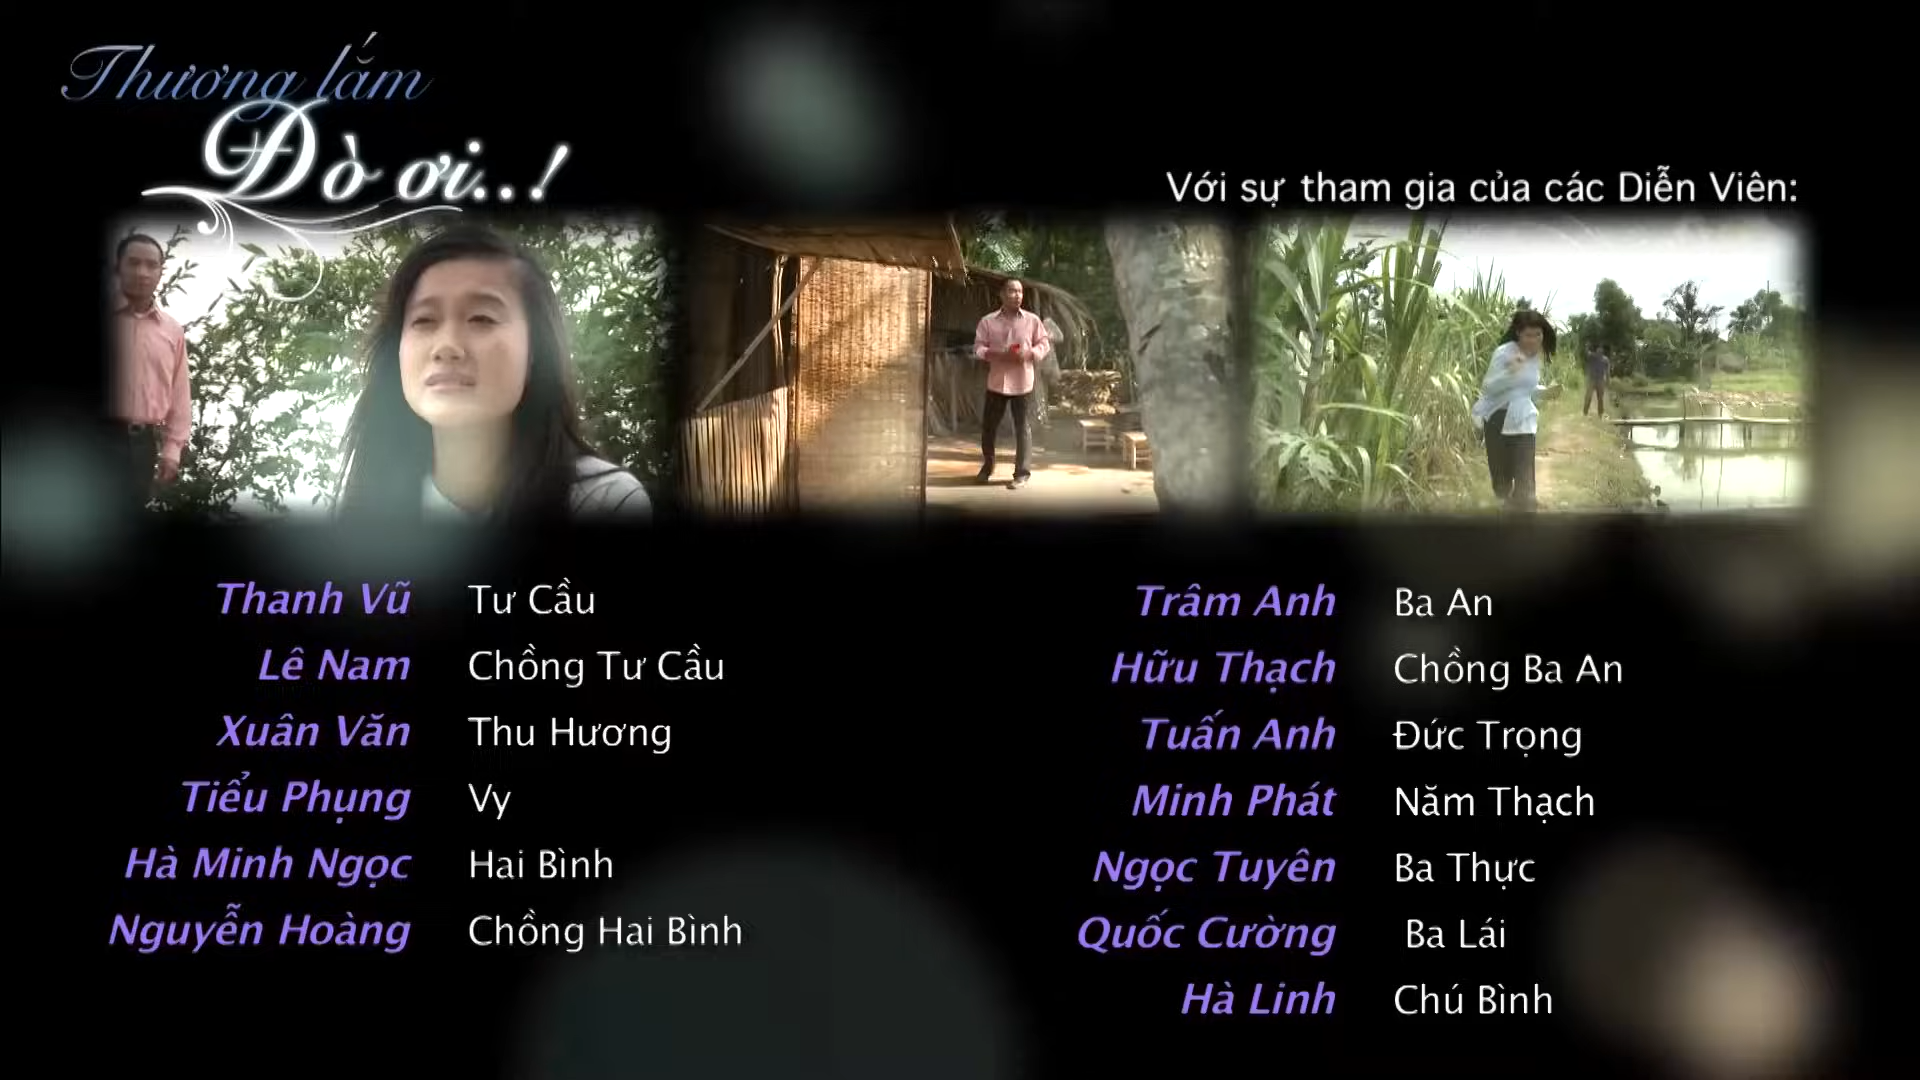 Thương lắm
Đò ơi..!
Với sự tham gia của các Diễn Viên:
Thanh Vũ Tư Cầu
Lê Nam Chồng Tư Cầu
Xuân Văn Thu Hương
Tiểu Phụng Vy
Hà Minh Ngọc Hai Bình
Nguyễn Hoàng Chồng Hai Bình
Trâm Anh Ba An
Hữu Thạch Chồng Ba An
Tuấn Anh Đức Trọng
Minh Phát Năm Thạch
Ngọc Tuyên Ba Thực
Quốc Cường Ba Lái
Hà Linh Chú Bình